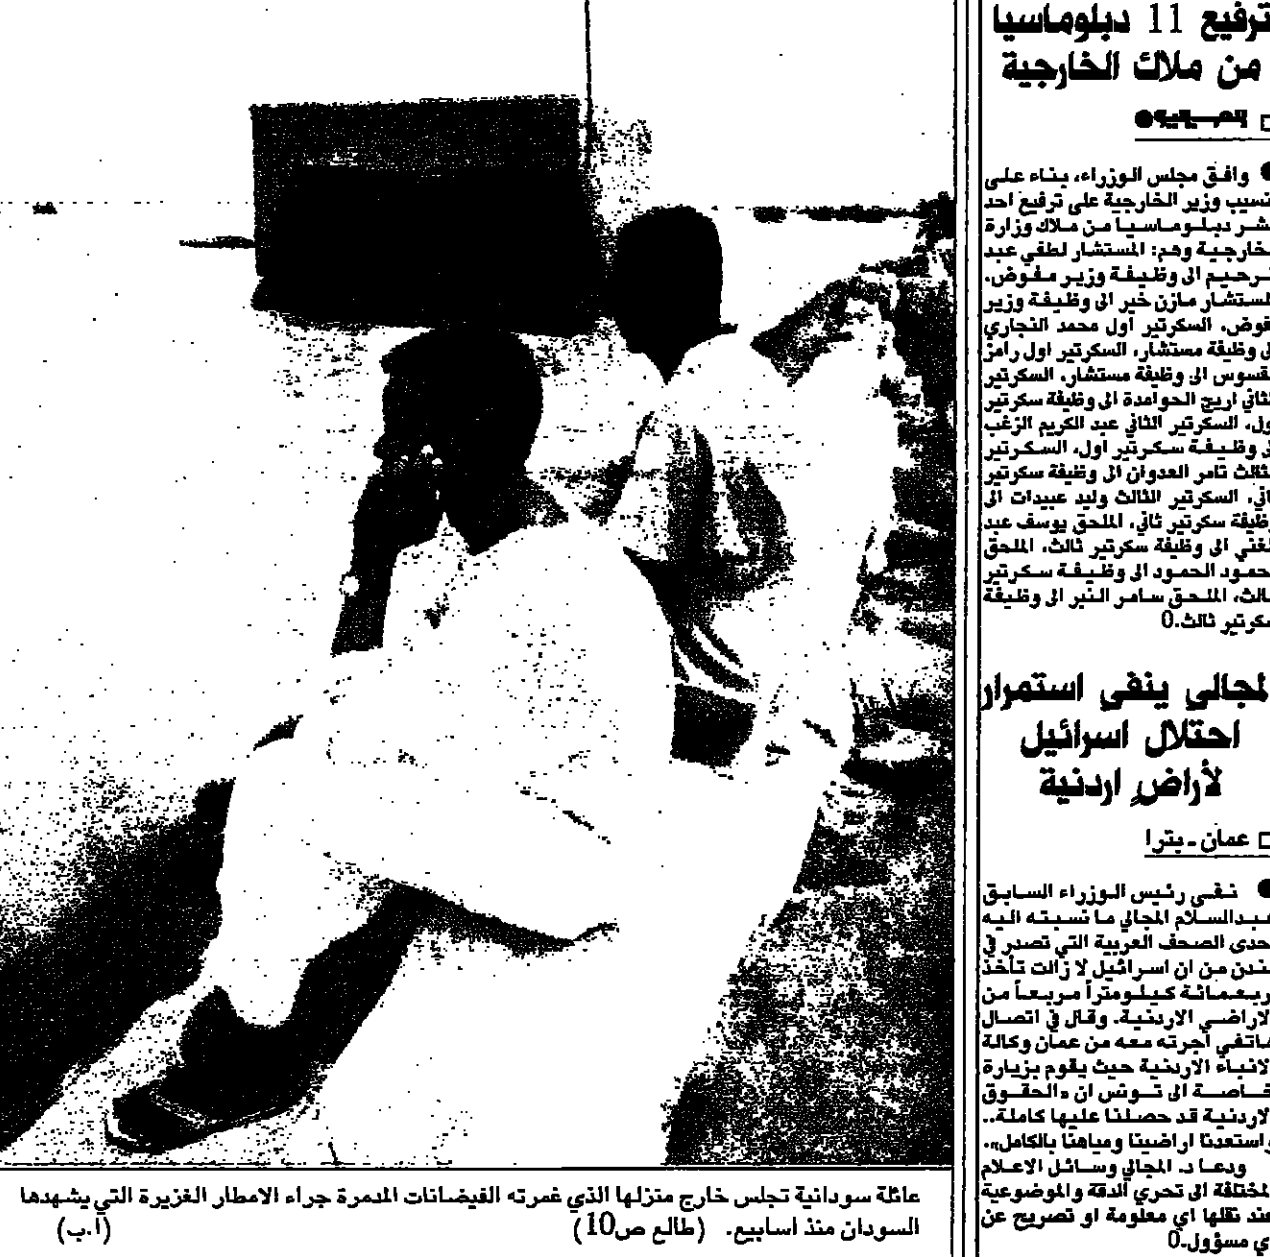 ترفيع 11 دبلوماسيا
من ملاك الخارجية
وافق مجلس الوزراء، بناء على
تنسيب وزير الخارجية على ترفيع احد
عشر دبلوماسيا من ملاك وزارة
الخارجية وهم: المستشار لطفي عبد
الرحيم الى وظيفة وزير مفوض،
المستشار مازن خير الى وظيفة وزير
مفوض، السكرتير اول محمد النجاري
الى وظيفة مستشار، السكرتير اول رامز
القسوس الى وظيفة مستشار، السكرتير
الثاني اريج الحوامدة الى وظيفة سكرتير
اول، السكرتير الثاني عبد الكريم الزغب
الى وظيفة سكرتير اول، السكرتير
الثالث تامر العدوان الى وظيفة سكرتير
ثاني، السكرتير الثالث وليد عبيدات الى
وظيفة سكرتير ثاني، الملحق يوسف عبد
الغني الى وظيفة سكرتير ثالث، الملحق
محمود الحمود الى وظيفة سكرتير
ثالث، الملحق سامر النبر الى وظيفة
سكرتير ثالث.0
المجالي ينفي استمرار
احتلال اسرائيل
لأراضٍ اردنية
عمان - بترا
نفى رئيس الوزراء السابق
عبدالسلام المجالي ما نسبته اليه
احدى الصحف العربية التي تصدر في
لندن من ان اسرائيل لا زالت تأخذ
اربعمائة كيلومتراً مربعاً من
الاراضي الاردنية. وقال في اتصال
هاتفي اجرته معه من عمان وكالة
الانباء الاردنية حيث يقوم بزيارة
خاصة الى تونس ان «الحقوق
الاردنية قد حصلنا عليها كاملة..
واستعدنا اراضينا ومياهنا بالكامل».
ودعا د. المجالي وسائل الاعلام
المختلفة الى تحري الدقة والموضوعية
عند نقلها اي معلومة او تصريح عن
اي مسؤول.0
عائلة سودانية تجلس خارج منزلها الذي غمرته الفيضانات المدمرة جراء الامطار الغزيرة التي يشهدها
السودان منذ اسابيع. (طالع ص10) (ا.ب)